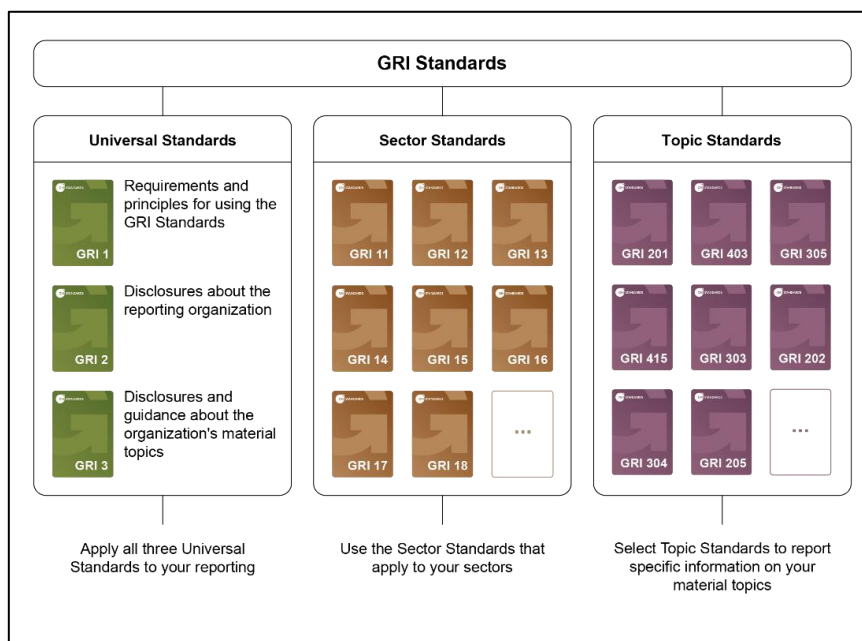 GRI Standards
Universal Standards
Requirements and
principles for using the
GRI Standards
GRI 1
Disclosures about the
reporting organization
GRI 2
Disclosures and
guidance about the
organization's material
topics
GRI 3
Apply all three Universal
Standards to your reporting
Sector Standards
GRI 11
GRI 12
GRI 13
GRI 14
GRI 15
GRI 16
GRI 17
GRI 18
...
Use the Sector Standards that
apply to your sectors
Topic Standards
GRI 201
GRI 403
GRI 305
GRI 415
GRI 303
GRI 202
GRI 304
GRI 205
...
Select Topic Standards to report
specific information on your
material topics